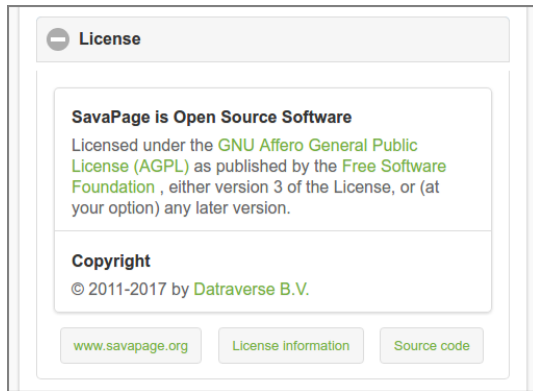 License
SavaPage is Open Source Software
Licensed under the GNU Affero General Public
License (AGPL) as published by the Free Software
Foundation , either version 3 of the License, or (at
your option) any later version.
Copyright
© 2011-2017 by Datraverse B.V.
www.savapage.org License information Source code